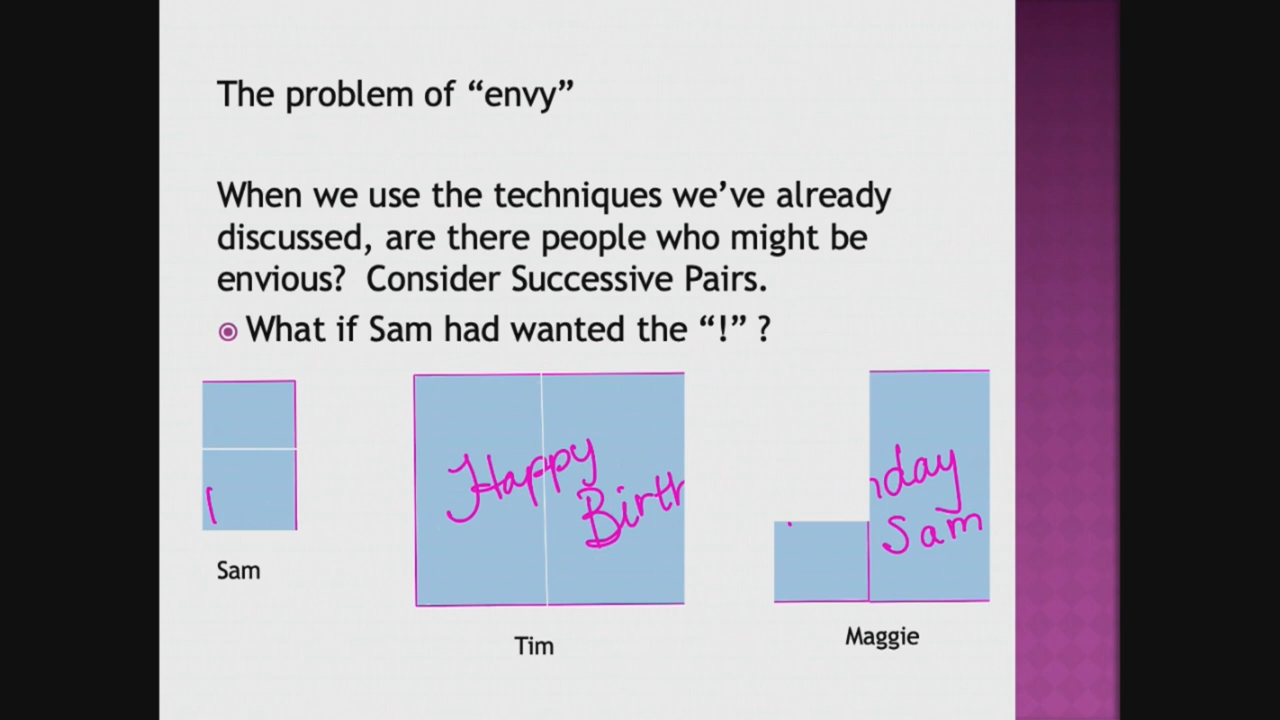 The problem of “envy”
When we use the techniques we’ve already
discussed, are there people who might be
envious? Consider Successive Pairs.
What if Sam had wanted the “!” ?
Happy
Birth
day
Sam
Sam
Tim
Maggie